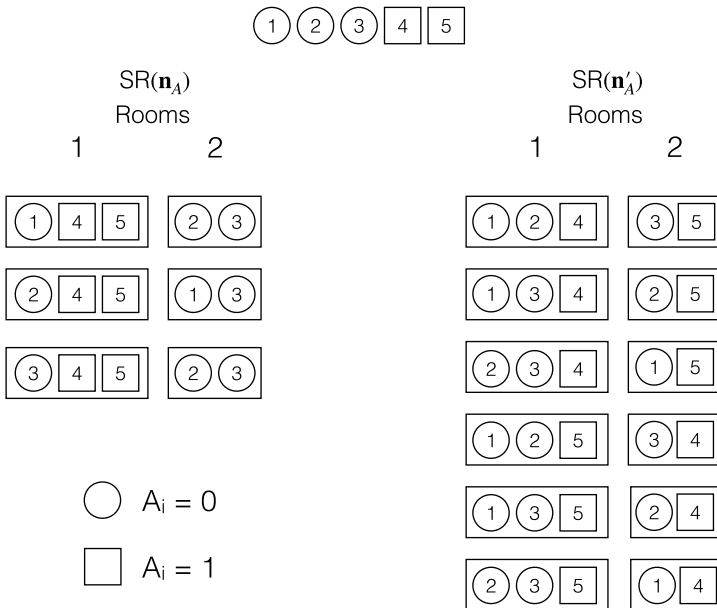 1 2 3 4 5
SR(n_A) SR(n′_A)
Rooms Rooms
1 2 1 2
1 4 5 2 3 1 2 4 3 5
2 4 5 1 3 1 3 4 2 5
3 4 5 2 3 2 3 4 1 5
1 2 5 3 4
1 3 5 2 4
2 3 5 1 4
A_i = 0
A_i = 1